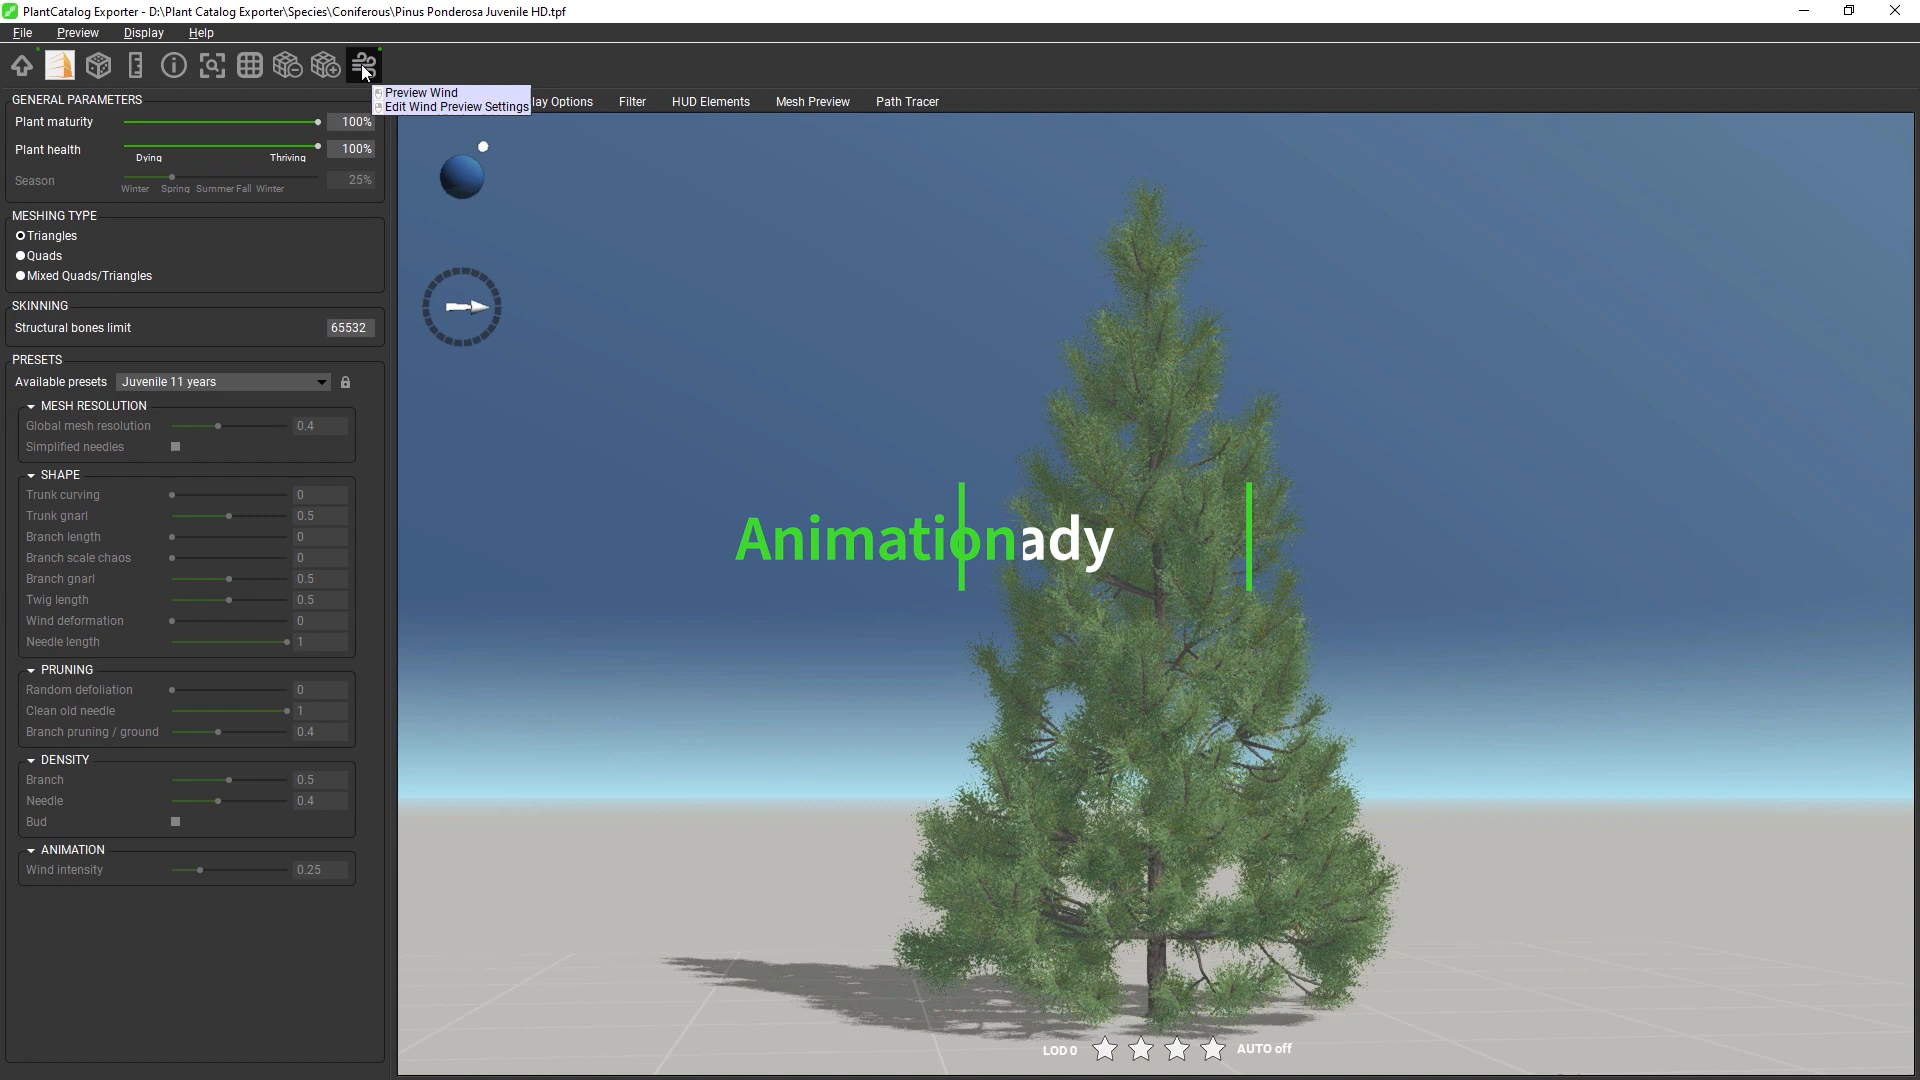 PlantCatalog Exporter - D:\Plant Catalog Exporter\Species\Coniferous\Pinus Ponderosa Juvenile HD.tpf
File Preview Display Help
Preview Wind
Edit Wind Preview Settings
lay Options Filter HUD Elements Mesh Preview Path Tracer
GENERAL PARAMETERS
Plant maturity 100%
Plant health 100%
Dying Thriving
Season 25%
Winter Spring Summer Fall Winter
MESHING TYPE
Triangles
Quads
Mixed Quads/Triangles
SKINNING
Structural bones limit 65532
PRESETS
Available presets Juvenile 11 years
MESH RESOLUTION
Global mesh resolution 0.4
Simplified needles
SHAPE
Trunk curving 0
Trunk gnarl 0.5
Branch length 0
Branch scale chaos 0
Branch gnarl 0.5
Twig length 0.5
Wind deformation 0
Needle length 1
PRUNING
Random defoliation 0
Clean old needle 1
Branch pruning / ground 0.4
DENSITY
Branch 0.5
Needle 0.4
Bud
ANIMATION
Wind intensity 0.25
Animationady
LOD 0 AUTO off